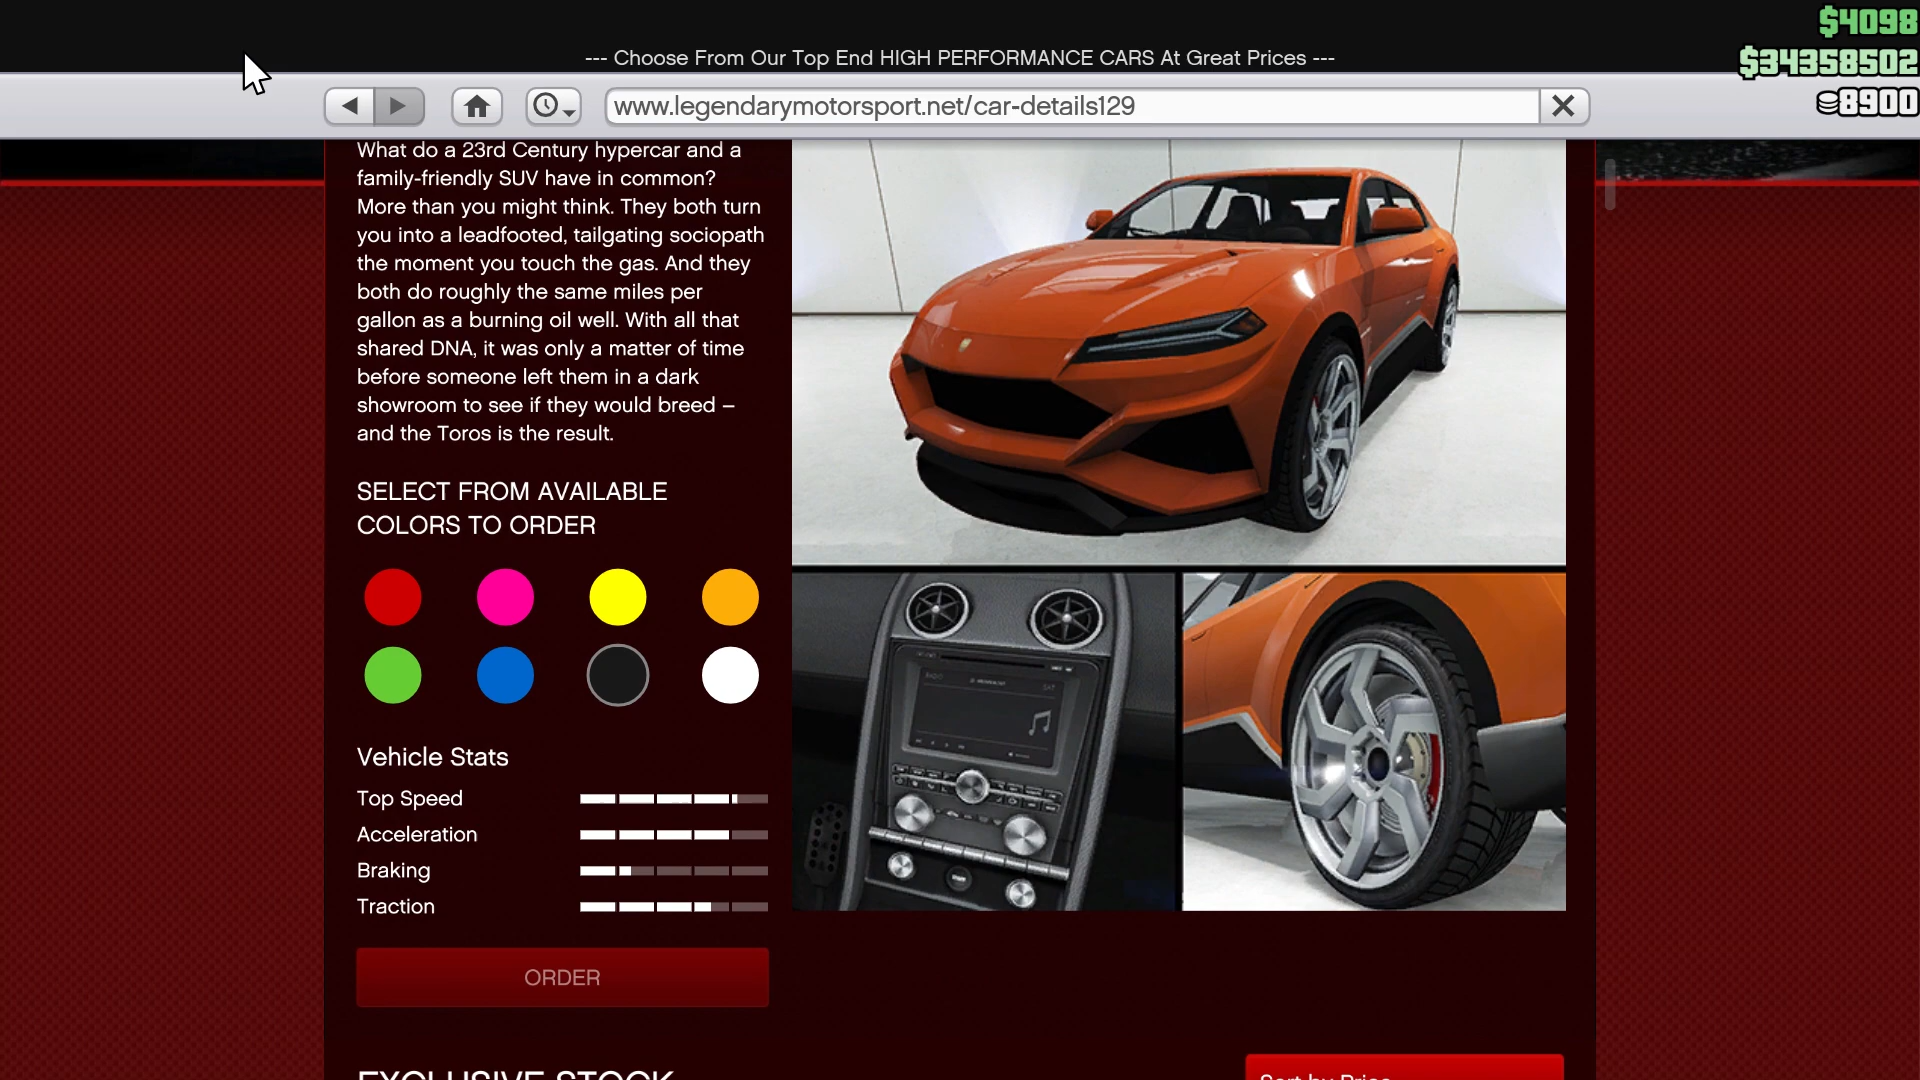 $4098
--- Choose From Our Top End HIGH PERFORMANCE CARS At Great Prices ---
$34358502
www.legendarymotorsport.net/car-details129
8900
What do a 23rd Century hypercar and a
family-friendly SUV have in common?
More than you might think. They both turn
you into a leadfooted, tailgating sociopath
the moment you touch the gas. And they
both do roughly the same miles per
gallon as a burning oil well. With all that
shared DNA, it was only a matter of time
before someone left them in a dark
showroom to see if they would breed –
and the Toros is the result.
SELECT FROM AVAILABLE
COLORS TO ORDER
Vehicle Stats
Top Speed
Acceleration
Braking
Traction
ORDER
EXCLUSIVE STOCK
Sort by Price